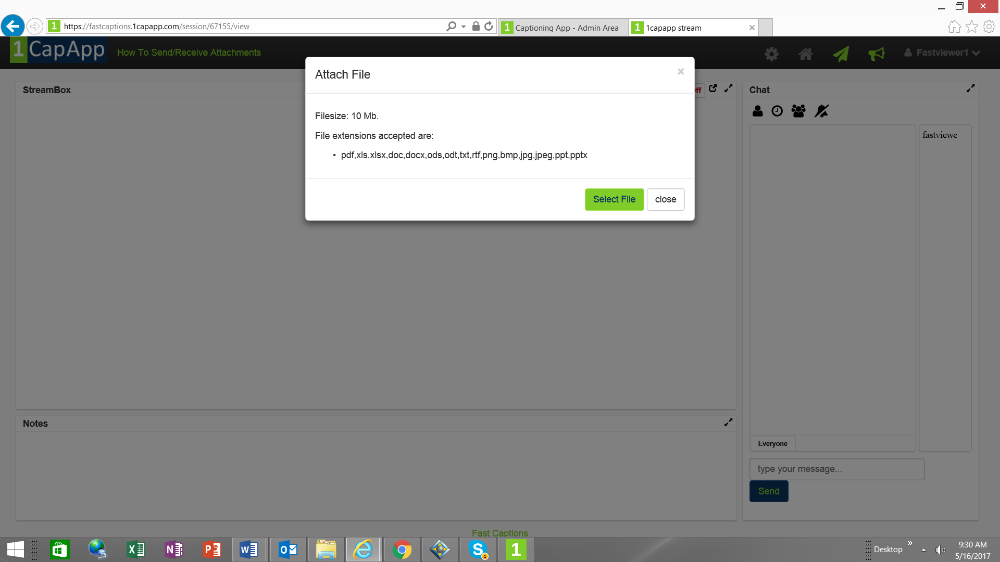 https://fastcaptions.1capapp.com/session/67155/view
1 Captioning App - Admin Area
1 1capapp stream
1CapApp
How To Send/Receive Attachments
Fastviewer1
Attach File
×
Filesize: 10 Mb.
File extensions accepted are:
• pdf,xls,xlsx,doc,docx,ods,odt,txt,rtf,png,bmp,jpg,jpeg,ppt,pptx
Select File
close
StreamBox
ff
Chat
fastviewe
Notes
Everyone
type your message...
Send
Fast Captions
Desktop
9:30 AM
5/16/2017